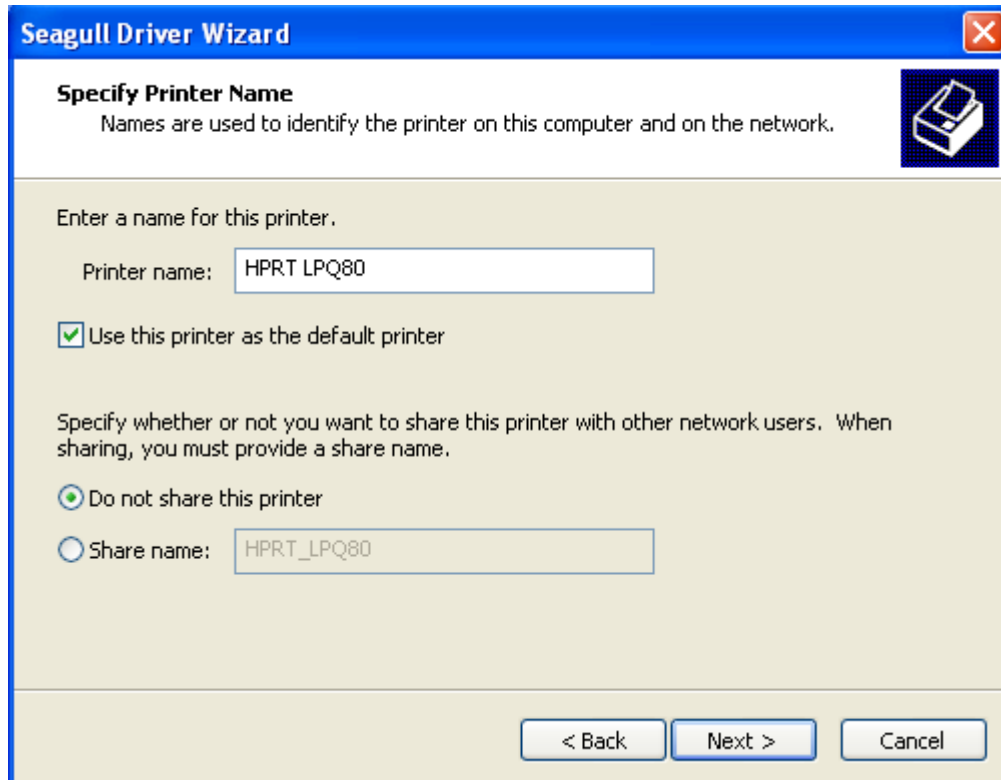 Seagull Driver Wizard
Specify Printer Name
Names are used to identify the printer on this computer and on the network.
Enter a name for this printer.
Printer name: HPRT LPQ80
Use this printer as the default printer
Specify whether or not you want to share this printer with other network users.  When
sharing, you must provide a share name.
Do not share this printer
Share name: HPRT_LPQ80
< Back Next > Cancel